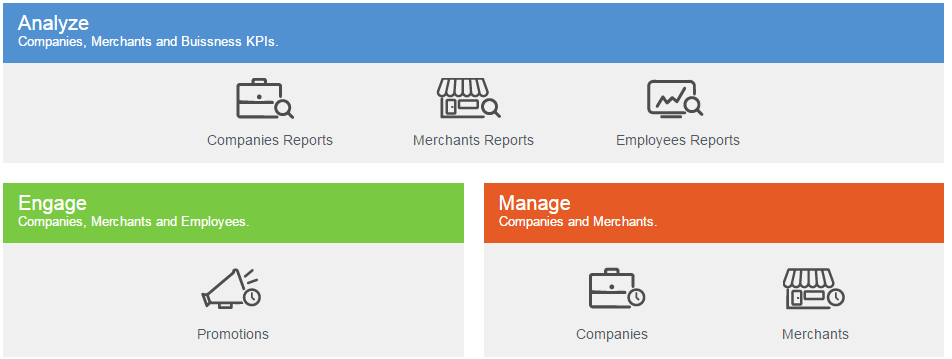 Analyze
Companies, Merchants and Buissness KPIs.
Companies Reports
Merchants Reports
Employees Reports
Engage
Companies, Merchants and Employees.
Promotions
Manage
Companies and Merchants.
Companies
Merchants